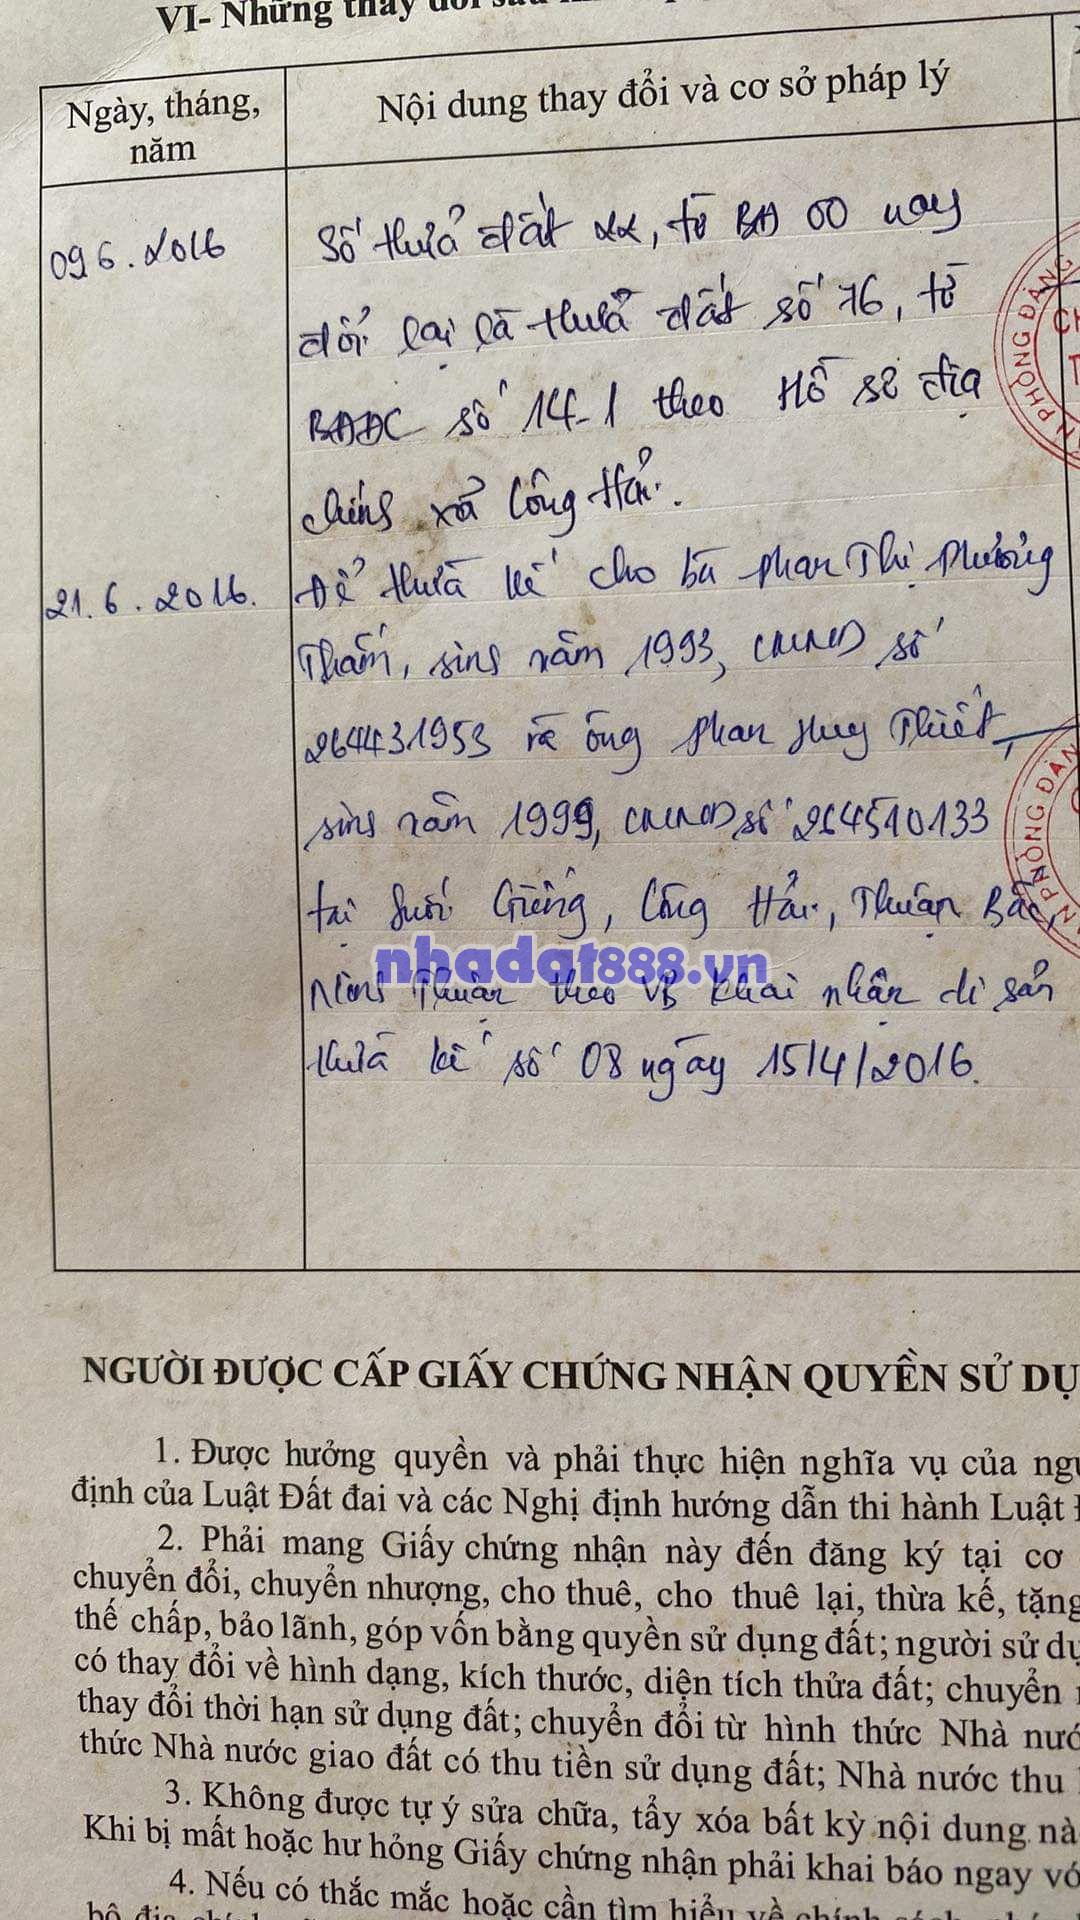 VI- Những thay đổi sau
Ngày, tháng, năm
Nội dung thay đổi và cơ sở pháp lý
09.6.2016
Số thửa đất 22, tờ BĐ 00 nay
đổi lại là thửa đất số 76, tờ
BĐĐC số 14-1 theo Hồ sơ địa
chính xã Công Hải.
21.6.2016.
Để thừa kế cho bà Phan Thị Phương
Thắm, sinh năm 1993, CMND số
264431953 và ông Phan Huy Thiết,
sinh năm 1999, CMND số 264510133
tại Suối Giếng, Công Hải, Thuận Bắc,
nhadat888.vn
Ninh Thuận theo VB khai nhận di sản
thừa kế số 08 ngày 15/4/2016.
PHÒNG ĐĂNG
CH
PHÒNG ĐĂNG
NGƯỜI ĐƯỢC CẤP GIẤY CHỨNG NHẬN QUYỀN SỬ DỤ
1. Được hưởng quyền và phải thực hiện nghĩa vụ của ngư
định của Luật Đất đai và các Nghị định hướng dẫn thi hành Luật Đ
2. Phải mang Giấy chứng nhận này đến đăng ký tại cơ
chuyển đổi, chuyển nhượng, cho thuê, cho thuê lại, thừa kế, tặng
thế chấp, bảo lãnh, góp vốn bằng quyền sử dụng đất; người sử dụ
có thay đổi về hình dạng, kích thước, diện tích thửa đất; chuyển
thay đổi thời hạn sử dụng đất; chuyển đổi từ hình thức Nhà nướ
thức Nhà nước giao đất có thu tiền sử dụng đất; Nhà nước thu
3. Không được tự ý sửa chữa, tẩy xóa bất kỳ nội dung nà
Khi bị mất hoặc hư hỏng Giấy chứng nhận phải khai báo ngay vớ
4. Nếu có thắc mắc hoặc cần tìm hiểu về chính sách
bộ địa chính